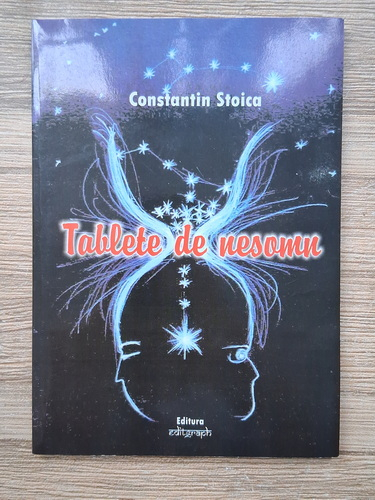 Constantin Stoica
Tablete de nesomn
Editura
editgraph